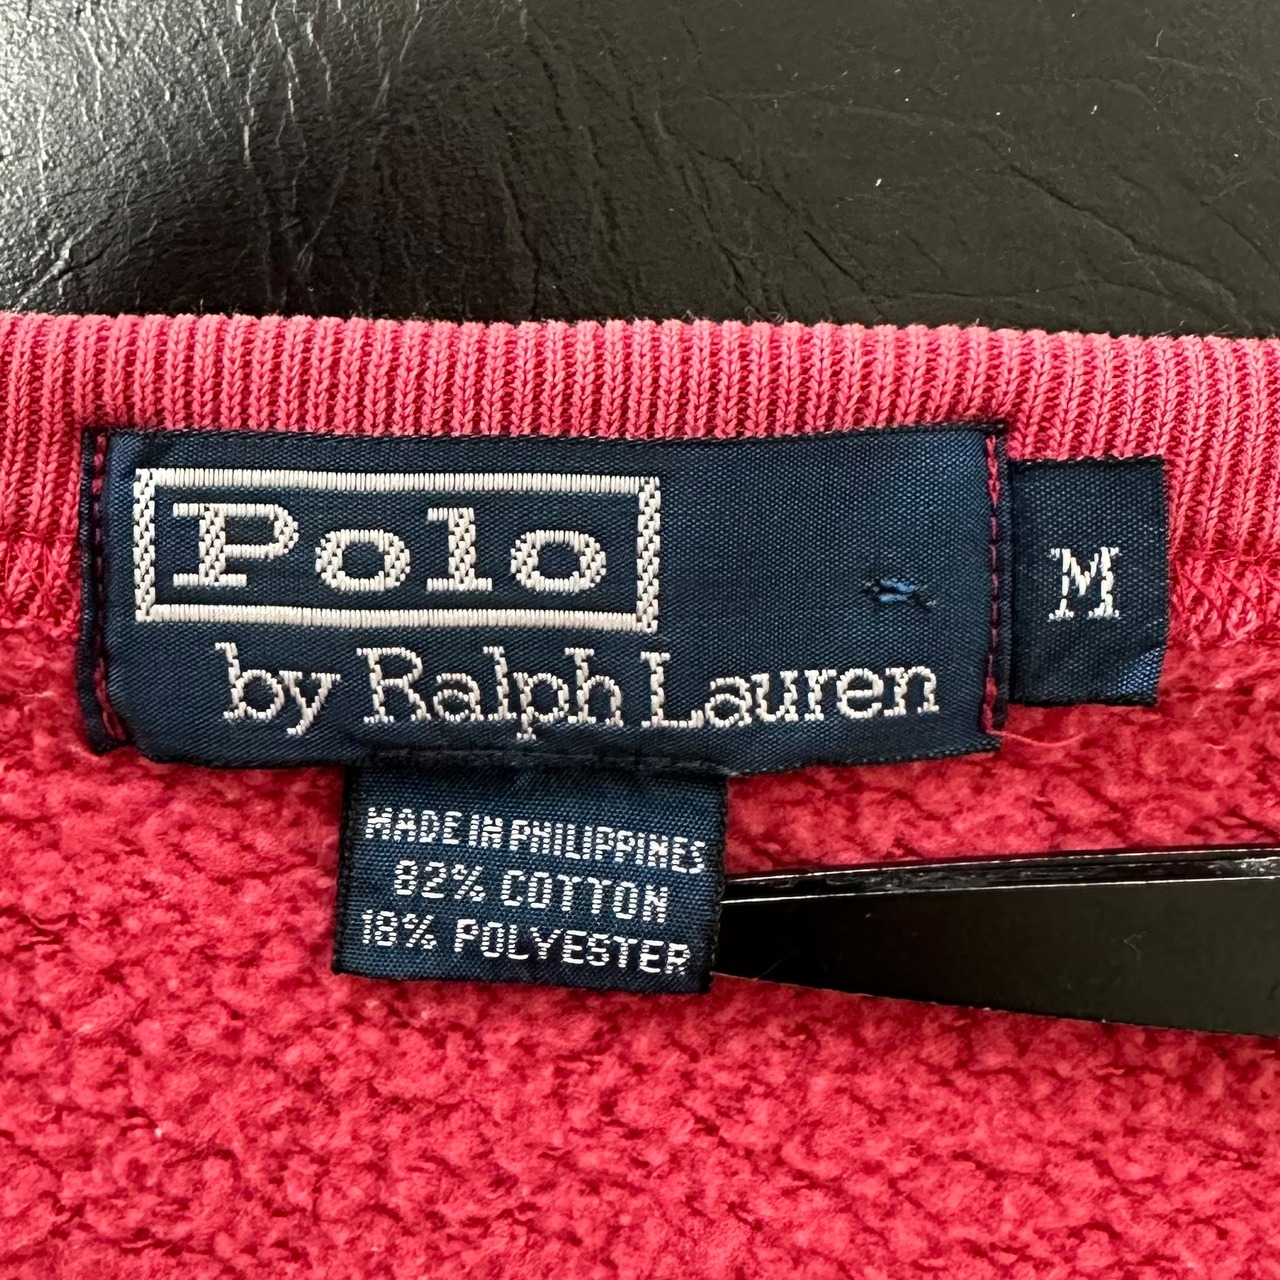 Polo
by Ralph Lauren
M
MADE IN PHILIPPINES
82% COTTON
18% POLYESTER